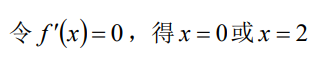 令 f′(x)=0，得 x=0或 x=2